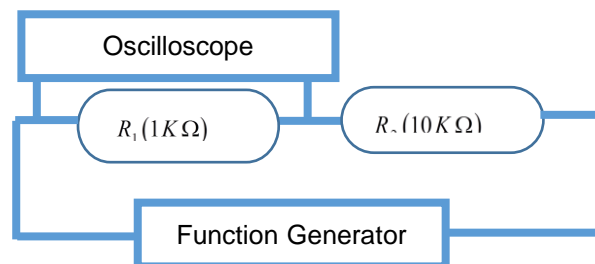 Oscilloscope
R₁(1KΩ)
R₂(10KΩ)
Function Generator